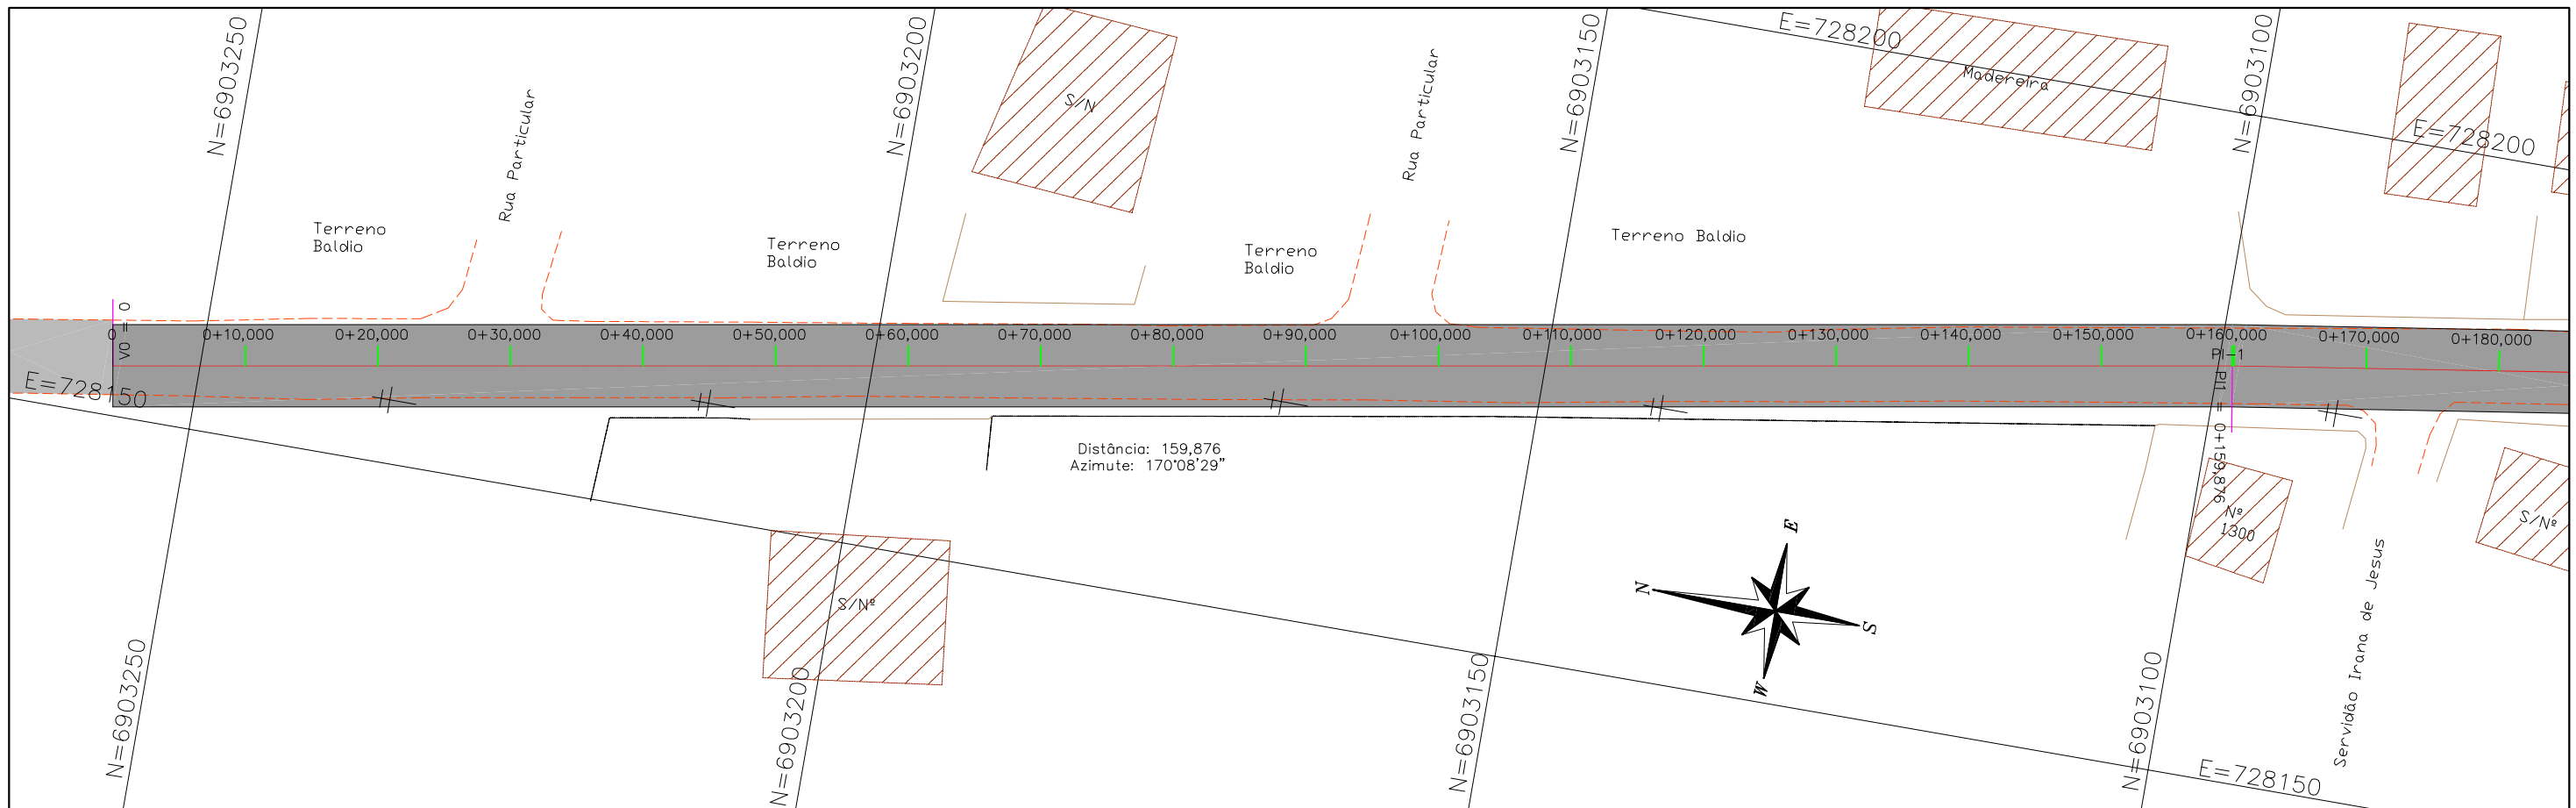 N=6903250
N=6903200
N=6903150
E=728200
N=6903100
E=728200
Rua Particular
S/N
Rua Particular
Madereira
Terreno
Baldio
Terreno
Baldio
Terreno
Baldio
Terreno Baldio
V0 = 0
0
0+10,000
0+20,000
0+30,000
0+40,000
0+50,000
0+60,000
0+70,000
0+80,000
0+90,000
0+100,000
0+110,000
0+120,000
0+130,000
0+140,000
0+150,000
0+160,000
0+170,000
0+180,000
PI-1
PI1 = 0+159,876
E=728150
Distância: 159,876
Azimute: 170°08'29"
Nº
1300
S/Nº
S/Nº
N
E
S
W
Servidão Irana de Jesus
N=6903250
N=6903200
N=6903150
N=6903100
E=728150